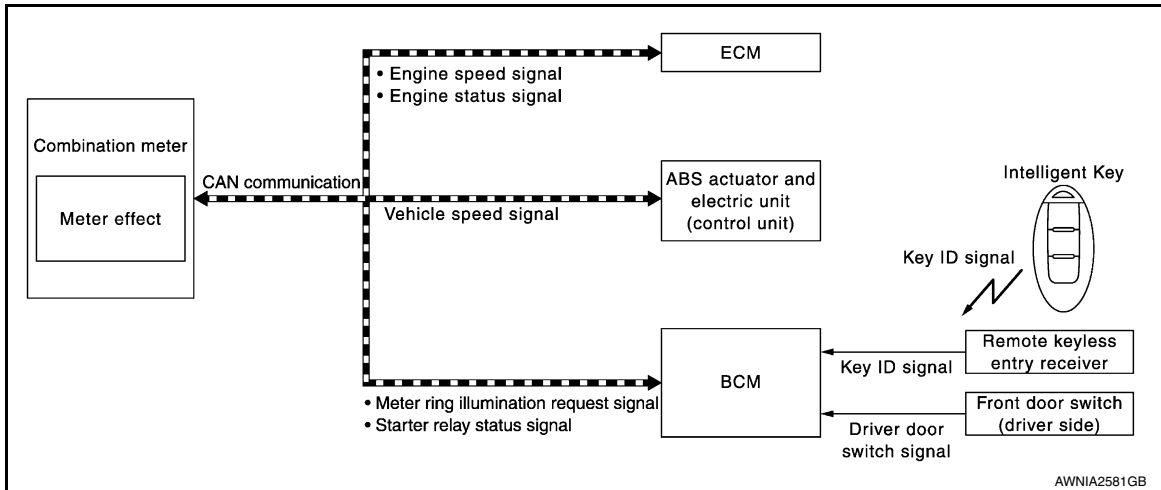 ECM
• Engine speed signal
• Engine status signal
Combination meter
Meter effect
CAN communication
Vehicle speed signal
ABS actuator and
electric unit
(control unit)
Intelligent Key
Key ID signal
BCM
Remote keyless
entry receiver
Key ID signal
• Meter ring illumination request signal
• Starter relay status signal
Front door switch
(driver side)
Driver door
switch signal
AWNIA2581GB